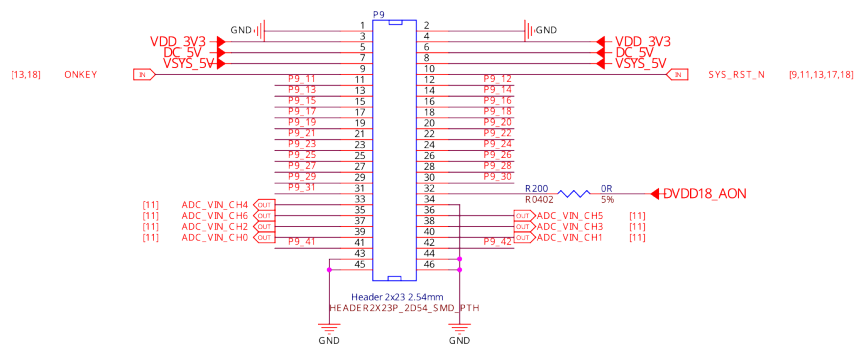 P9
GND 1 2 GND
3 4
VDD_3V3 5 6 VDD_3V3
DC_5V 7 8 DC_5V
VSYS_5V 9 10 VSYS_5V
[13,18] ONKEY IN IN SYS_RST_N [9,11,13,17,18]
P9_11 11 12 P9_12
P9_13 13 14 P9_14
P9_15 15 16 P9_16
P9_17 17 18 P9_18
P9_19 19 20 P9_20
P9_21 21 22 P9_22
P9_23 23 24 P9_24
P9_25 25 26 P9_26
P9_27 27 28 P9_28
P9_29 29 30 P9_30
P9_31 31 32 R200 0R DVDD18_AON
R0402 5%
[11] ADC_VIN_CH4 OUT 33 34
[11] ADC_VIN_CH6 OUT 35 36 OUT ADC_VIN_CH5 [11]
[11] ADC_VIN_CH2 OUT 37 38 OUT ADC_VIN_CH3 [11]
[11] ADC_VIN_CH0 OUT 39 40 OUT ADC_VIN_CH1 [11]
P9_41 41 42 P9_42
43 44
45 46
Header 2x23 2.54mm
HEADER2X23P_2D54_SMD_PTH
GND GND